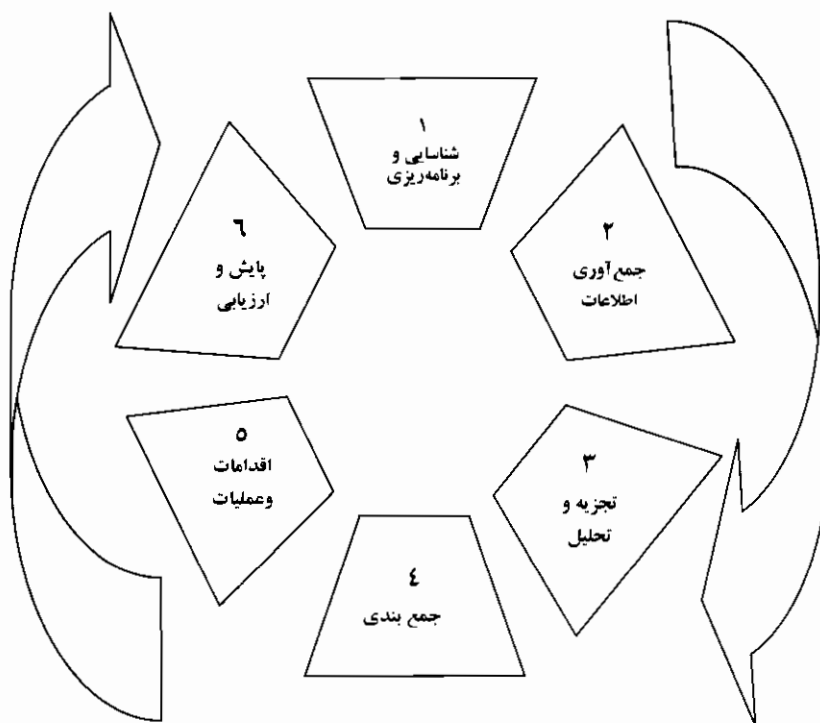 ۱
شناسایی و
برنامه‌ریزی
۲
جمع‌آوری
اطلاعات
۳
تجزیه و
تحلیل
٤
جمع بندی
٥
اقدامات
وعملیات
٦
پایش و
ارزیابی